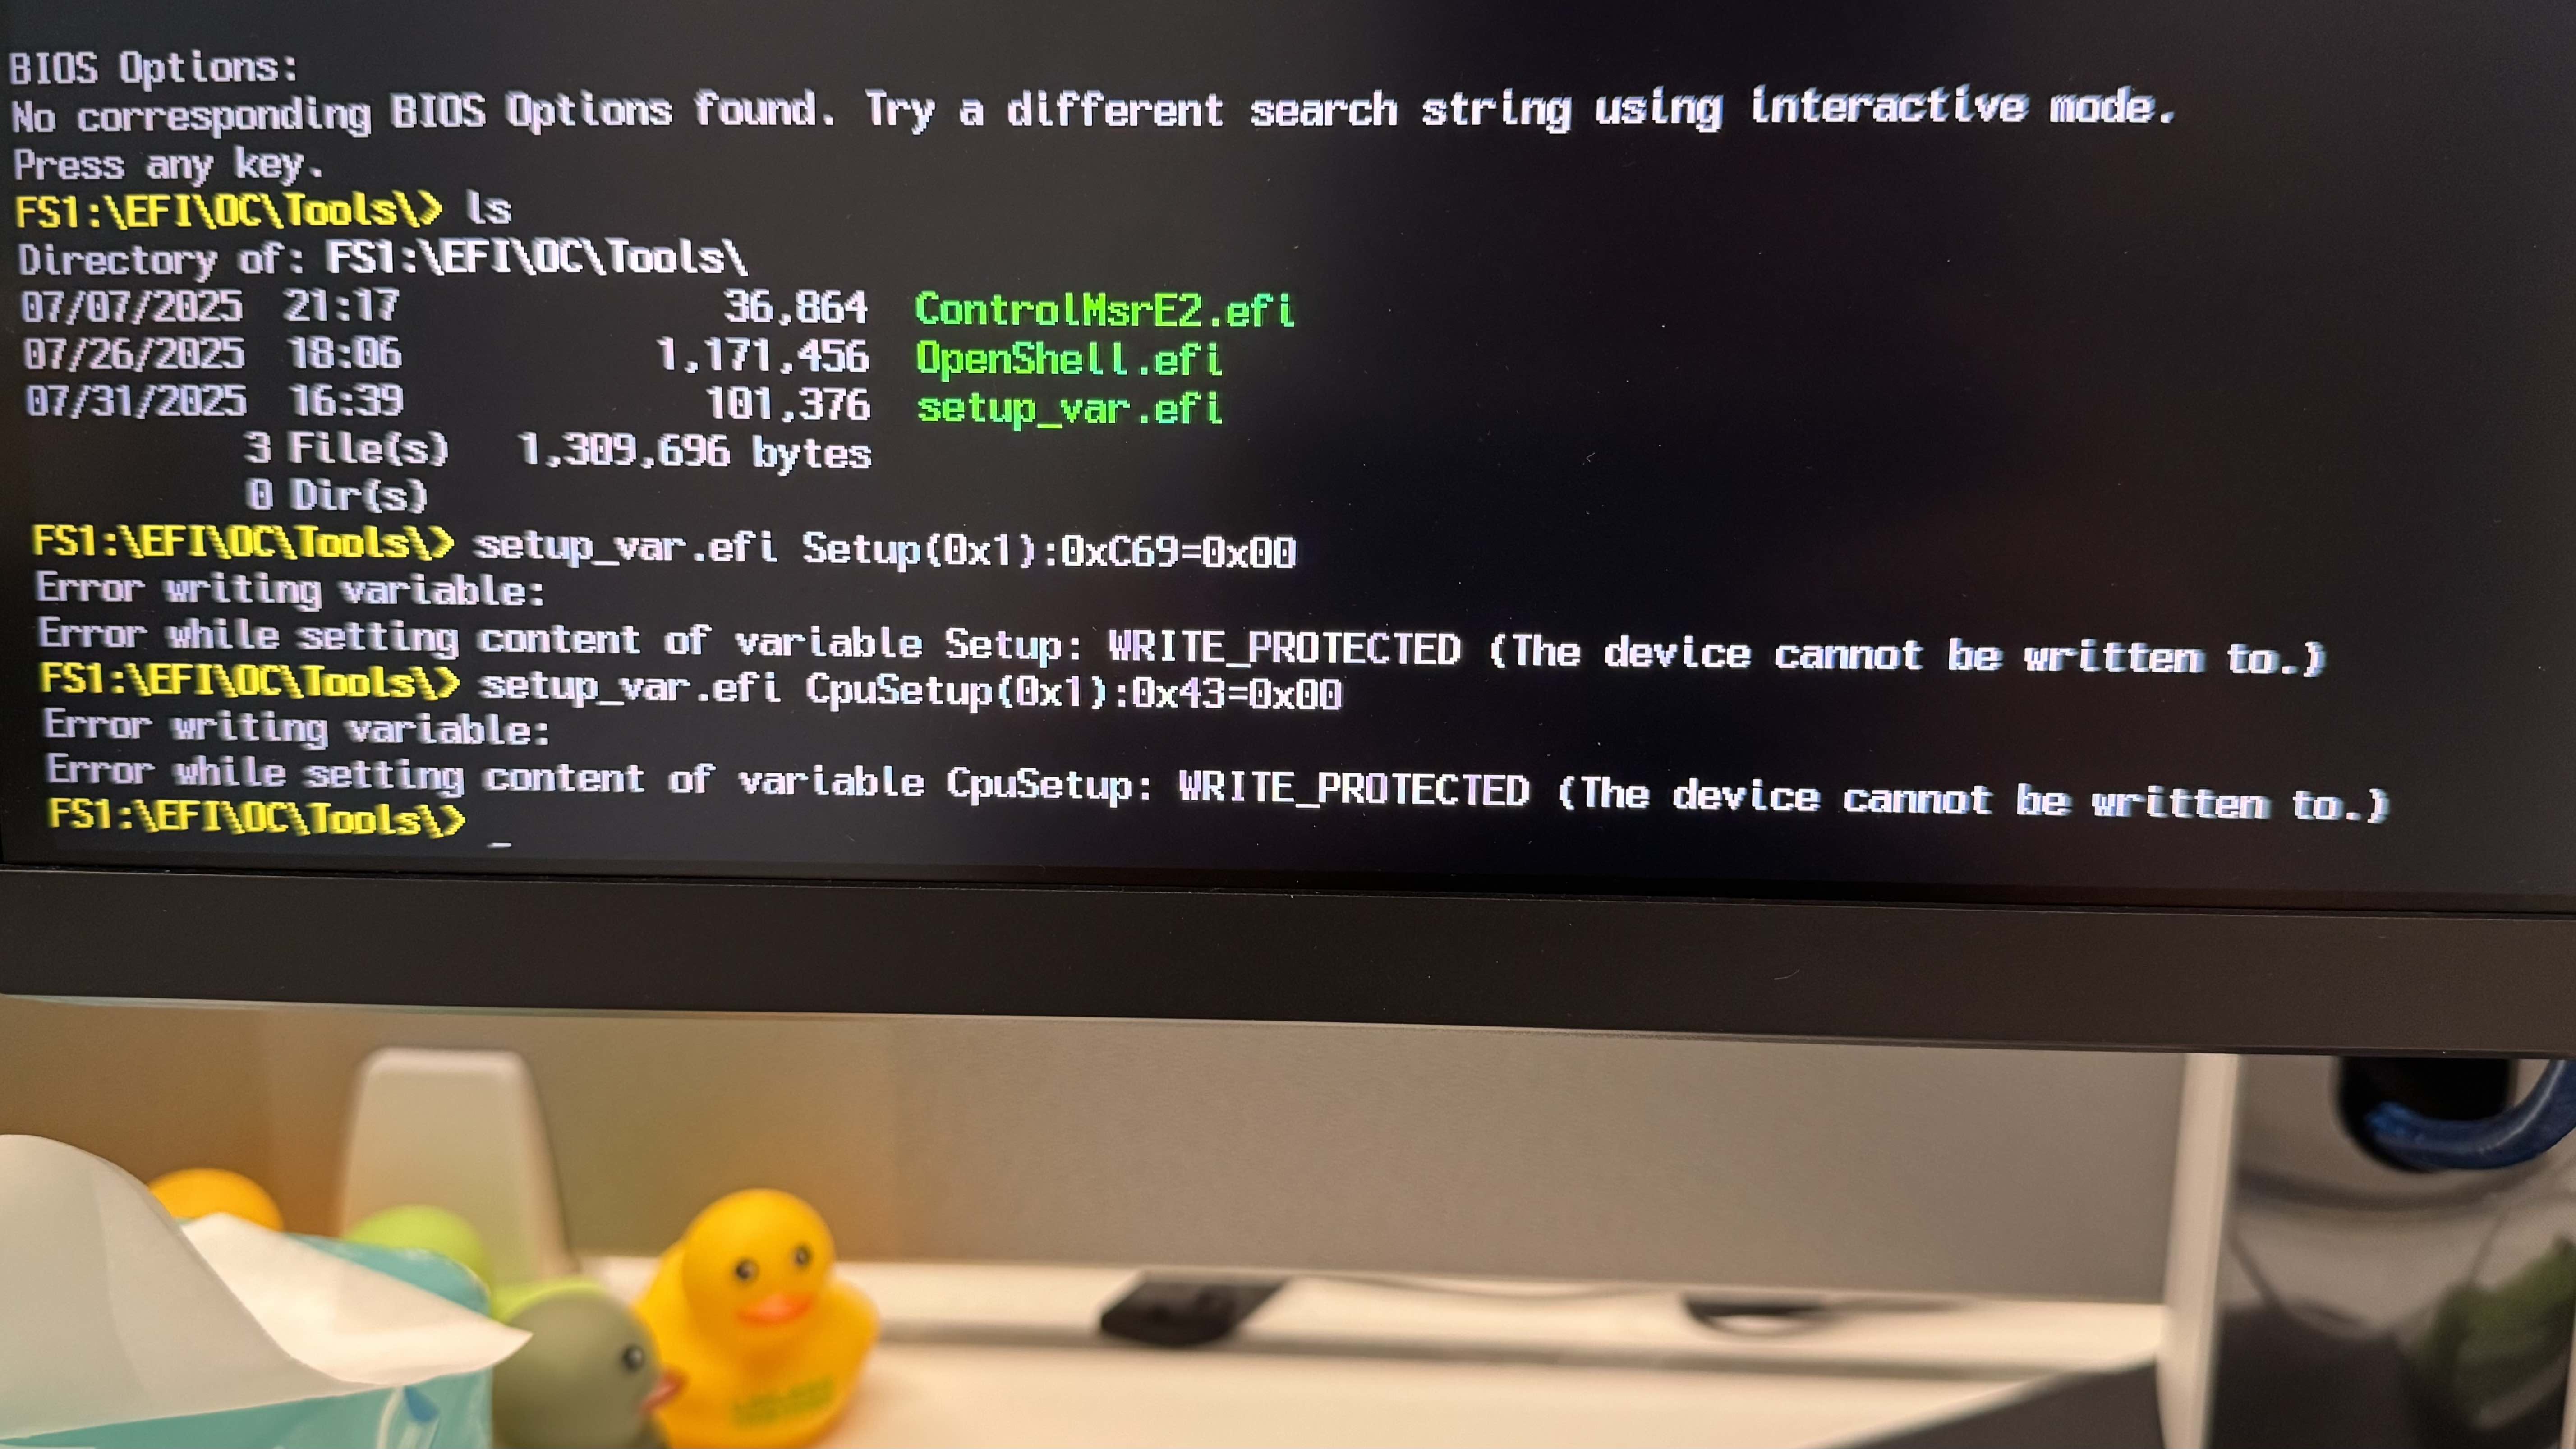 BIOS Options:
No corresponding BIOS Options found. Try a different search string using interactive mode.
Press any key.
FS1:\EFI\OC\Tools\> ls
Directory of: FS1:\EFI\OC\Tools\
07/07/2025 21:17 36,864 ControlMsrE2.efi
07/26/2025 18:06 1,171,456 OpenShell.efi
07/31/2025 16:39 101,376 setup_var.efi
3 File(s) 1,309,696 bytes
0 Dir(s)
FS1:\EFI\OC\Tools\> setup_var.efi Setup(0x1):0xC69=0x00
Error writing variable:
Error while setting content of variable Setup: WRITE_PROTECTED (The device cannot be written to.)
FS1:\EFI\OC\Tools\> setup_var.efi CpuSetup(0x1):0x43=0x00
Error writing variable:
Error while setting content of variable CpuSetup: WRITE_PROTECTED (The device cannot be written to.)
FS1:\EFI\OC\Tools\> _